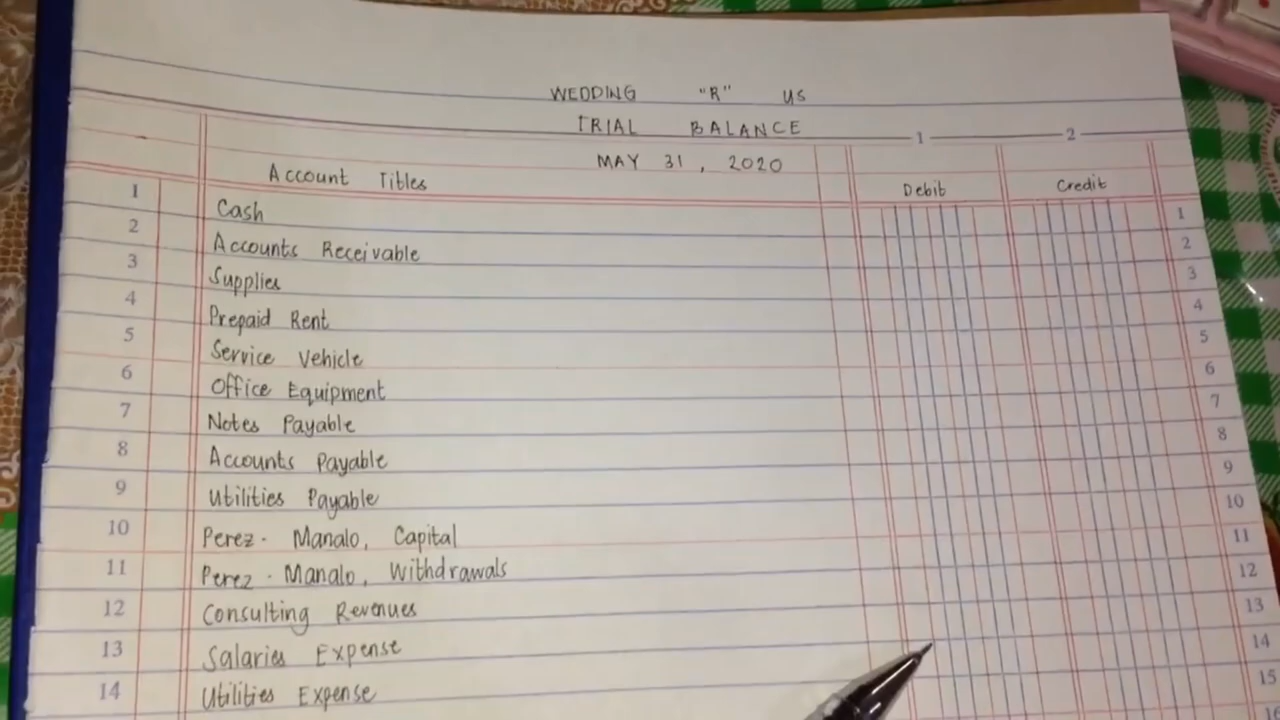 WEDDING "R" US
TRIAL BALANCE
MAY 31, 2020
1 2
Account Titles Debit Credit
1 Cash 1
2 Accounts Receivable 2
3 Supplies 3
4 Prepaid Rent 4
5 Service Vehicle 5
6 Office Equipment 6
7 Notes Payable 7
8 Accounts Payable 8
9 Utilities Payable 9
10 Perez - Manalo, Capital 10
11 Perez - Manalo, Withdrawals 11
12 Consulting Revenues 12
13 Salaries Expense 13
14 Utilities Expense 14
15